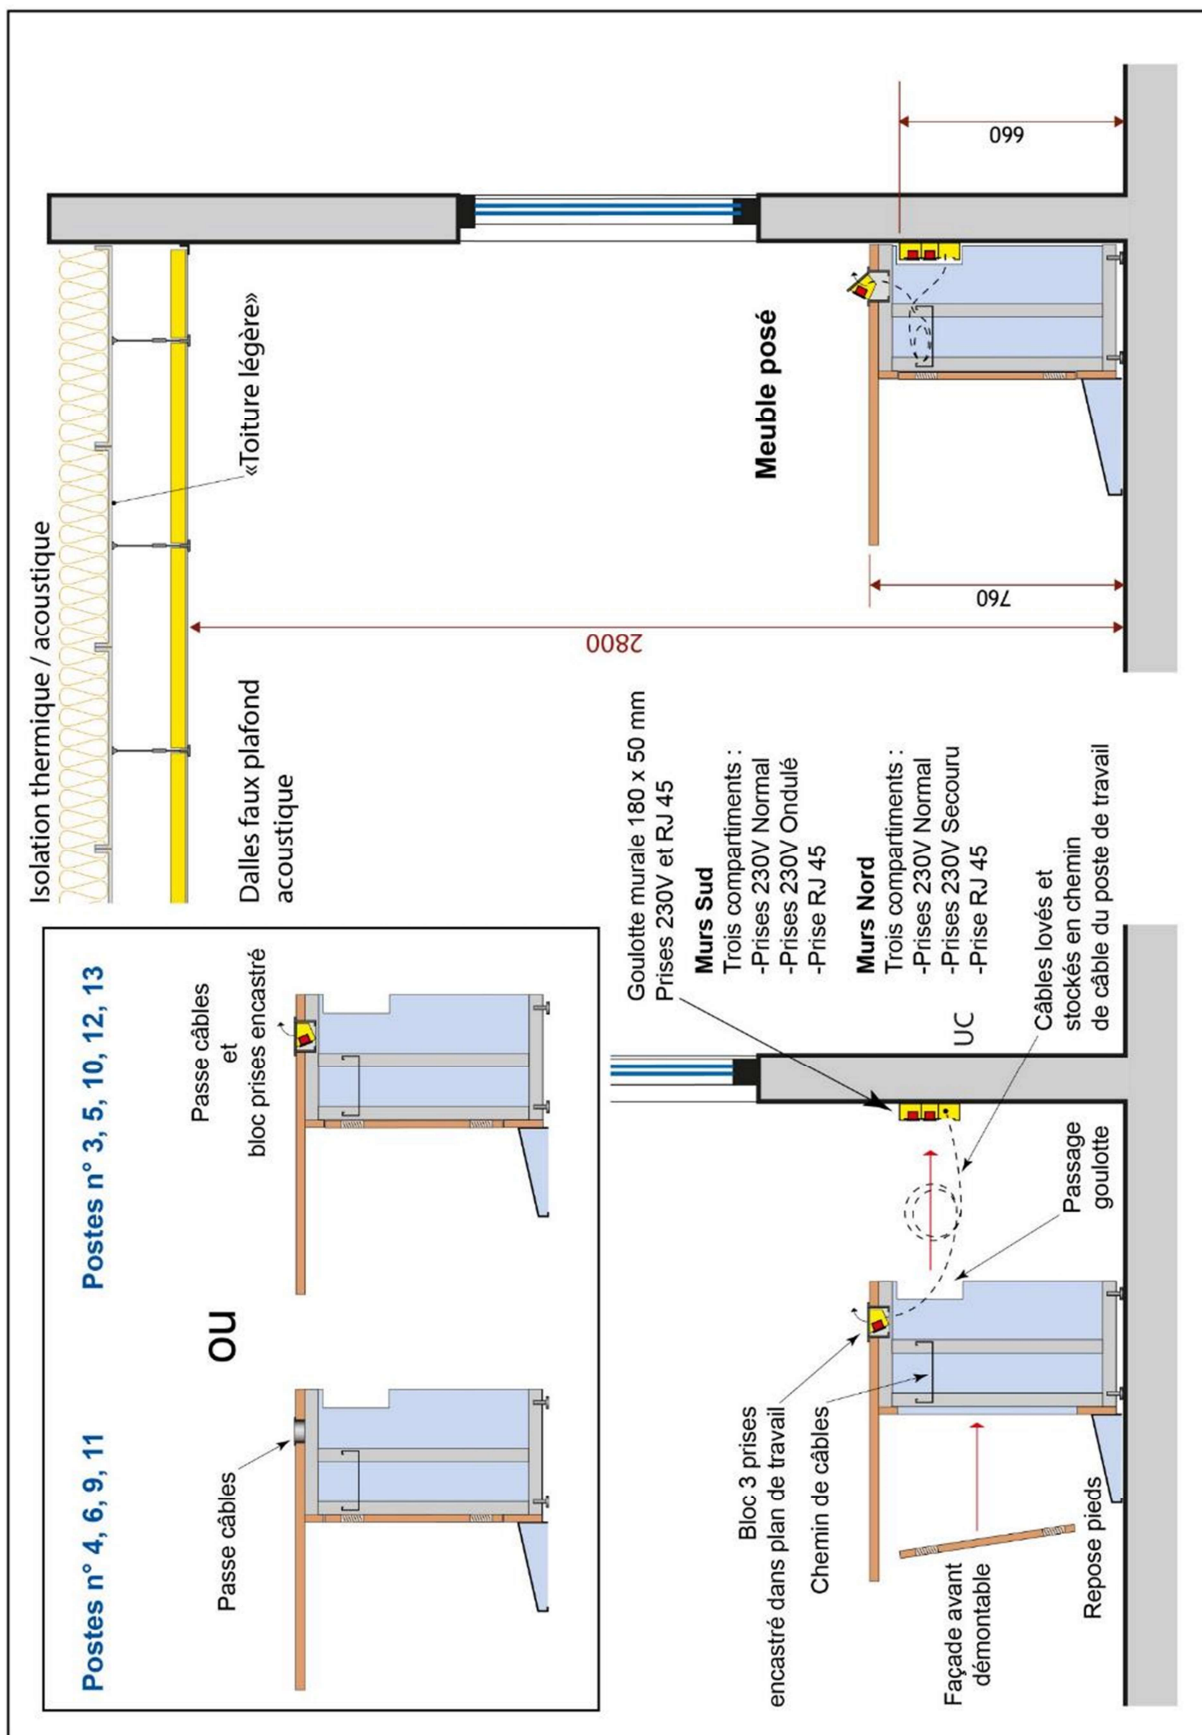 Postes n° 4, 6, 9, 11
Postes n° 3, 5, 10, 12, 13
Passe câbles
ou
Passe câbles
et
bloc prises encastré
Isolation thermique / acoustique
«Toiture légère»
Dalles faux plafond
acoustique
2800
Meuble posé
760
660
Goulotte murale 180 x 50 mm
Prises 230V et RJ 45
Murs Sud
Trois compartiments :
-Prises 230V Normal
-Prises 230V Ondulé
-Prise RJ 45
Murs Nord
Trois compartiments :
-Prises 230V Normal
-Prises 230V Secouru
-Prise RJ 45
UC
Câbles lovés et
stockés en chemin
de câble du poste de travail
Bloc 3 prises
encastré dans plan de travail
Chemin de câbles
Façade avant
démontable
Repose pieds
Passage
goulotte